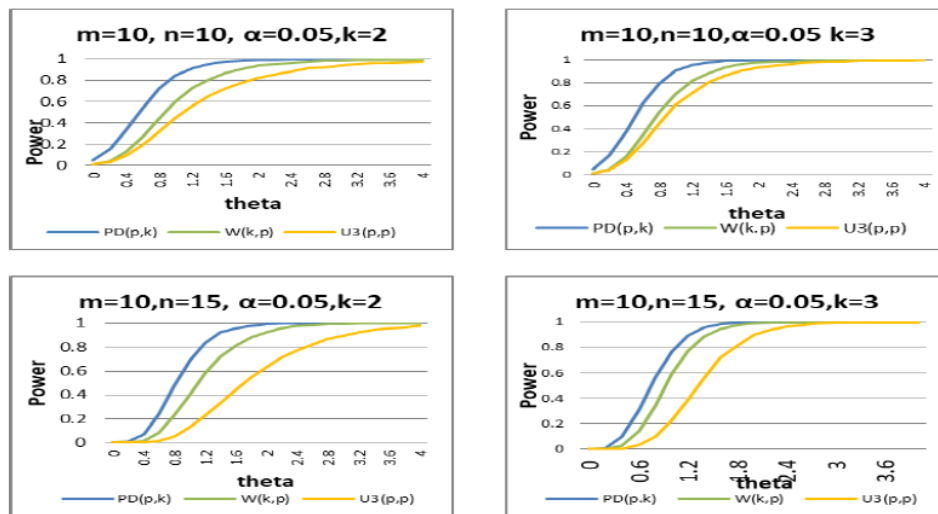 m=10, n=10, α=0.05,k=2
Power
1
0.8
0.6
0.4
0.2
0
0 0.4 0.8 1.2 1.6 2 2.4 2.8 3.2 3.6 4
theta
PD(p,k) W(k,p) U3(p,p)
m=10,n=10,α=0.05 k=3
Power
1
0.8
0.6
0.4
0.2
0
0 0.4 0.8 1.2 1.6 2 2.4 2.8 3.2 3.6 4
theta
PD(p,k) W(k,p) U3(p,p)
m=10,n=15, α=0.05,k=2
Power
1
0.8
0.6
0.4
0.2
0
0 0.4 0.8 1.2 1.6 2 2.4 2.8 3.2 3.6 4
theta
PD(p,k) W(k,p) U3(p,p)
m=10,n=15, α=0.05,k=3
Power
1
0.8
0.6
0.4
0.2
0
0 0.6 1.2 1.8 2.4 3 3.6
theta
PD(p.k) W(k,p) U3(p,p)